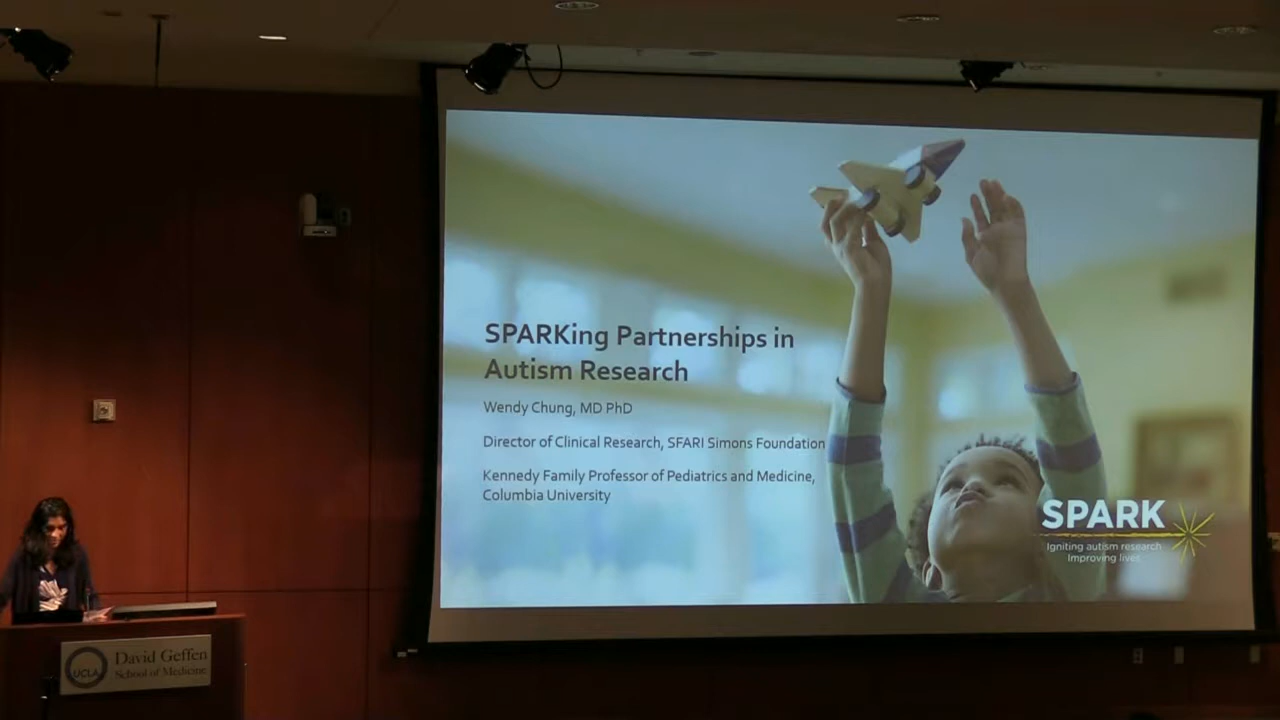 SPARKing Partnerships in
Autism Research
Wendy Chung, MD PhD
Director of Clinical Research, SFARI Simons Foundation
Kennedy Family Professor of Pediatrics and Medicine,
Columbia University
SPARK
Igniting autism research
Improving lives
UCLA
David Geffen
School of Medicine